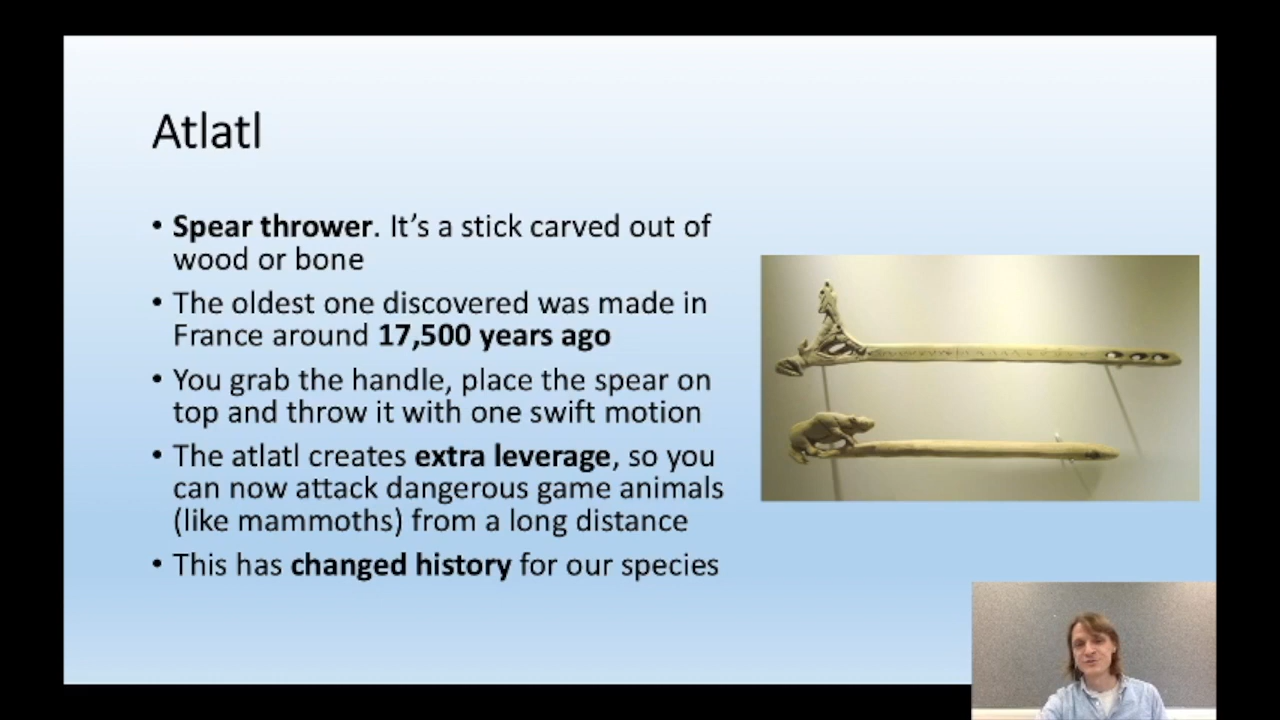 Atlatl
• Spear thrower. It’s a stick carved out of
wood or bone
• The oldest one discovered was made in
France around 17,500 years ago
• You grab the handle, place the spear on
top and throw it with one swift motion
• The atlatl creates extra leverage, so you
can now attack dangerous game animals
(like mammoths) from a long distance
• This has changed history for our species